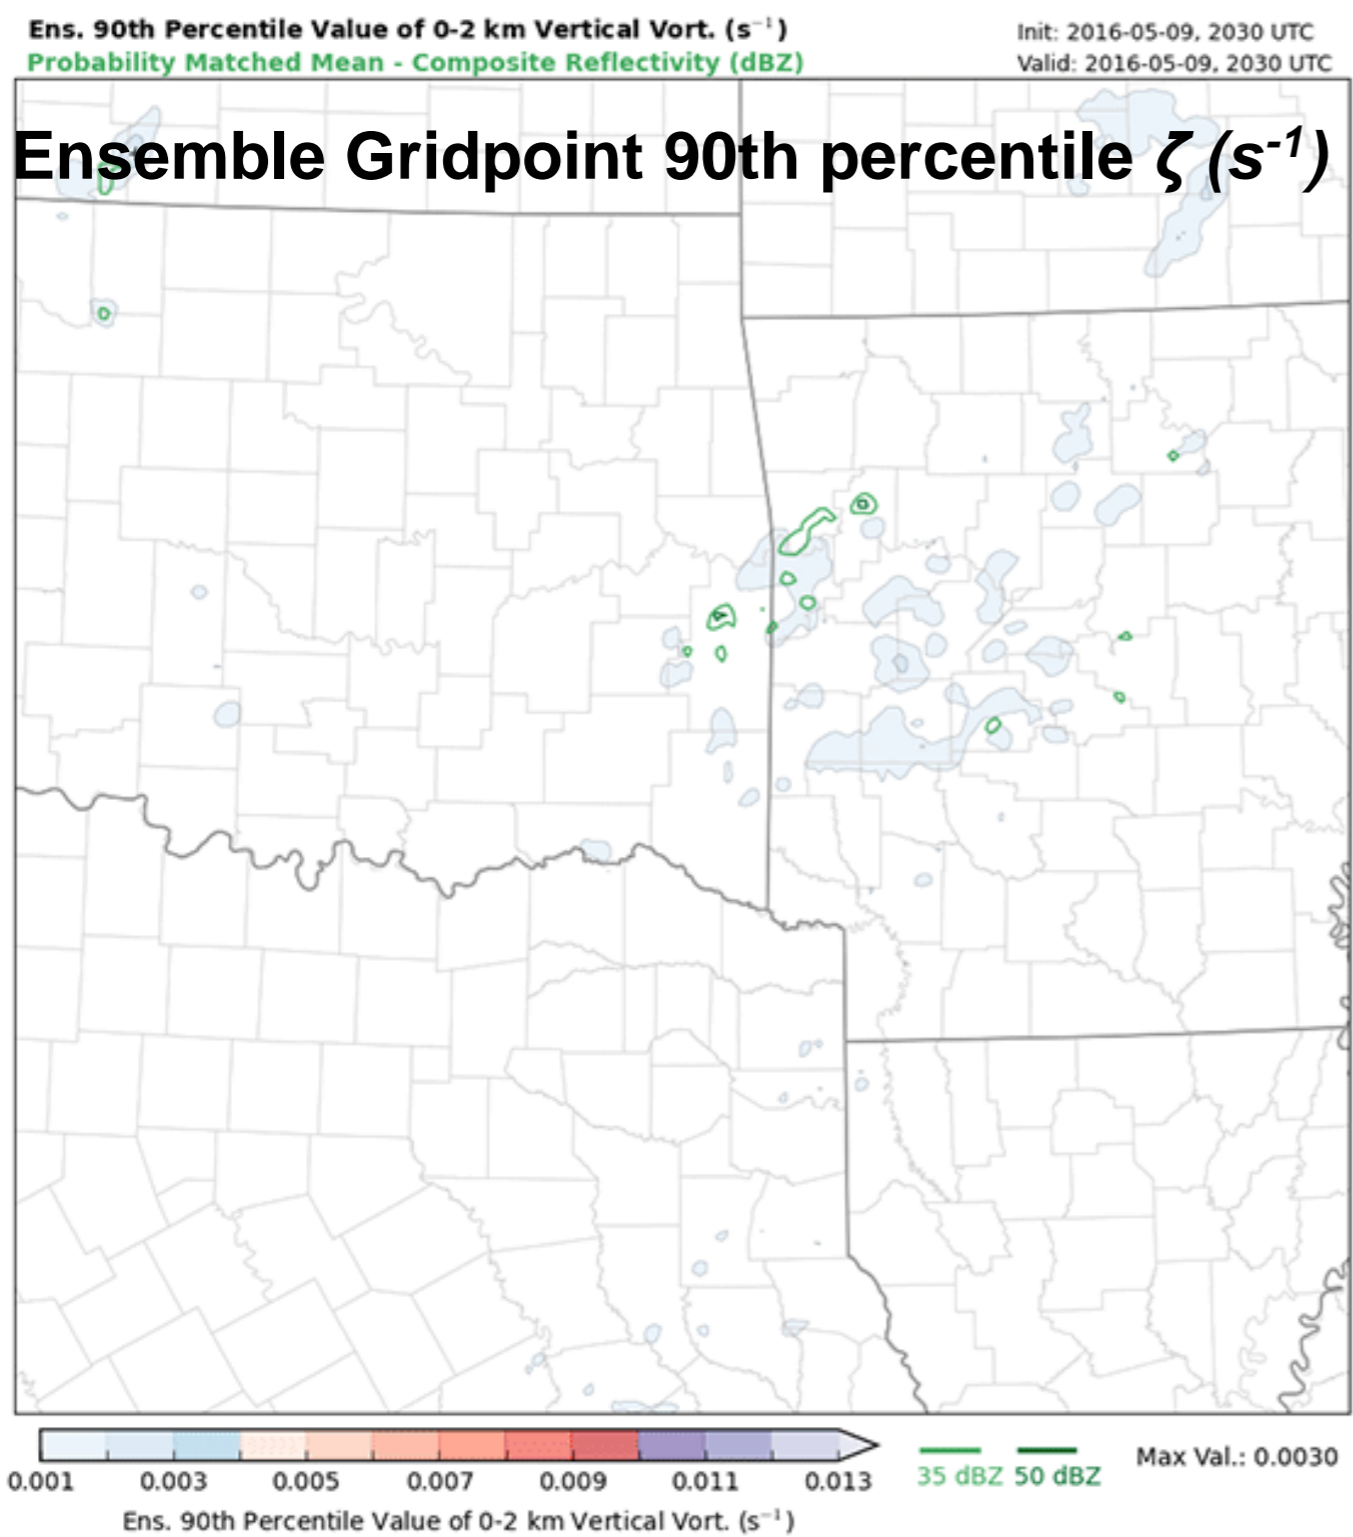 Ens. 90th Percentile Value of 0-2 km Vertical Vort. (s⁻¹)
Init: 2016-05-09, 2030 UTC
Probability Matched Mean - Composite Reflectivity (dBZ)
Valid: 2016-05-09, 2030 UTC
Ensemble Gridpoint 90th percentile ζ (s⁻¹)
0.001 0.003 0.005 0.007 0.009 0.011 0.013
35 dBZ 50 dBZ
Max Val.: 0.0030
Ens. 90th Percentile Value of 0-2 km Vertical Vort. (s⁻¹)